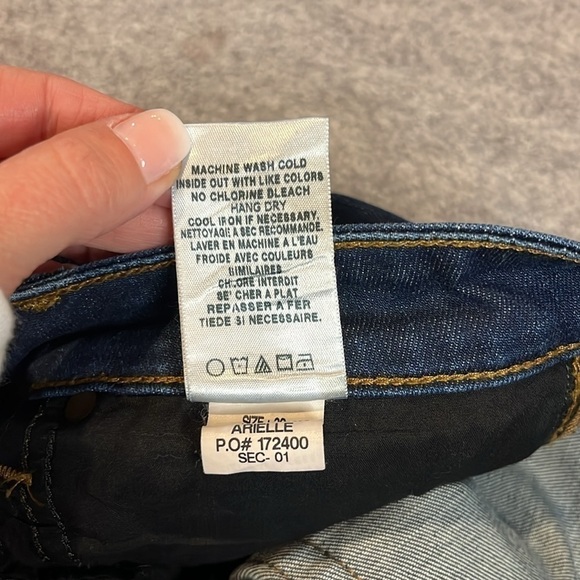 MACHINE WASH COLD
INSIDE OUT WITH LIKE COLORS
NO CHLORINE BLEACH
HANG DRY
COOL IRON IF NECESSARY,
NETTOYAGE A SEC RECOMMANDE.
LAVER EN MACHINE A L'EAU
FROIDE AVEC COULEURS
SIMILAIRES
CHLORE INTERDIT
SE' CHER A PLAT
REPASSER A FER
TIEDE SI NECESSAIRE.
SIZE
ARIELLE
P.O# 172400
SEC- 01